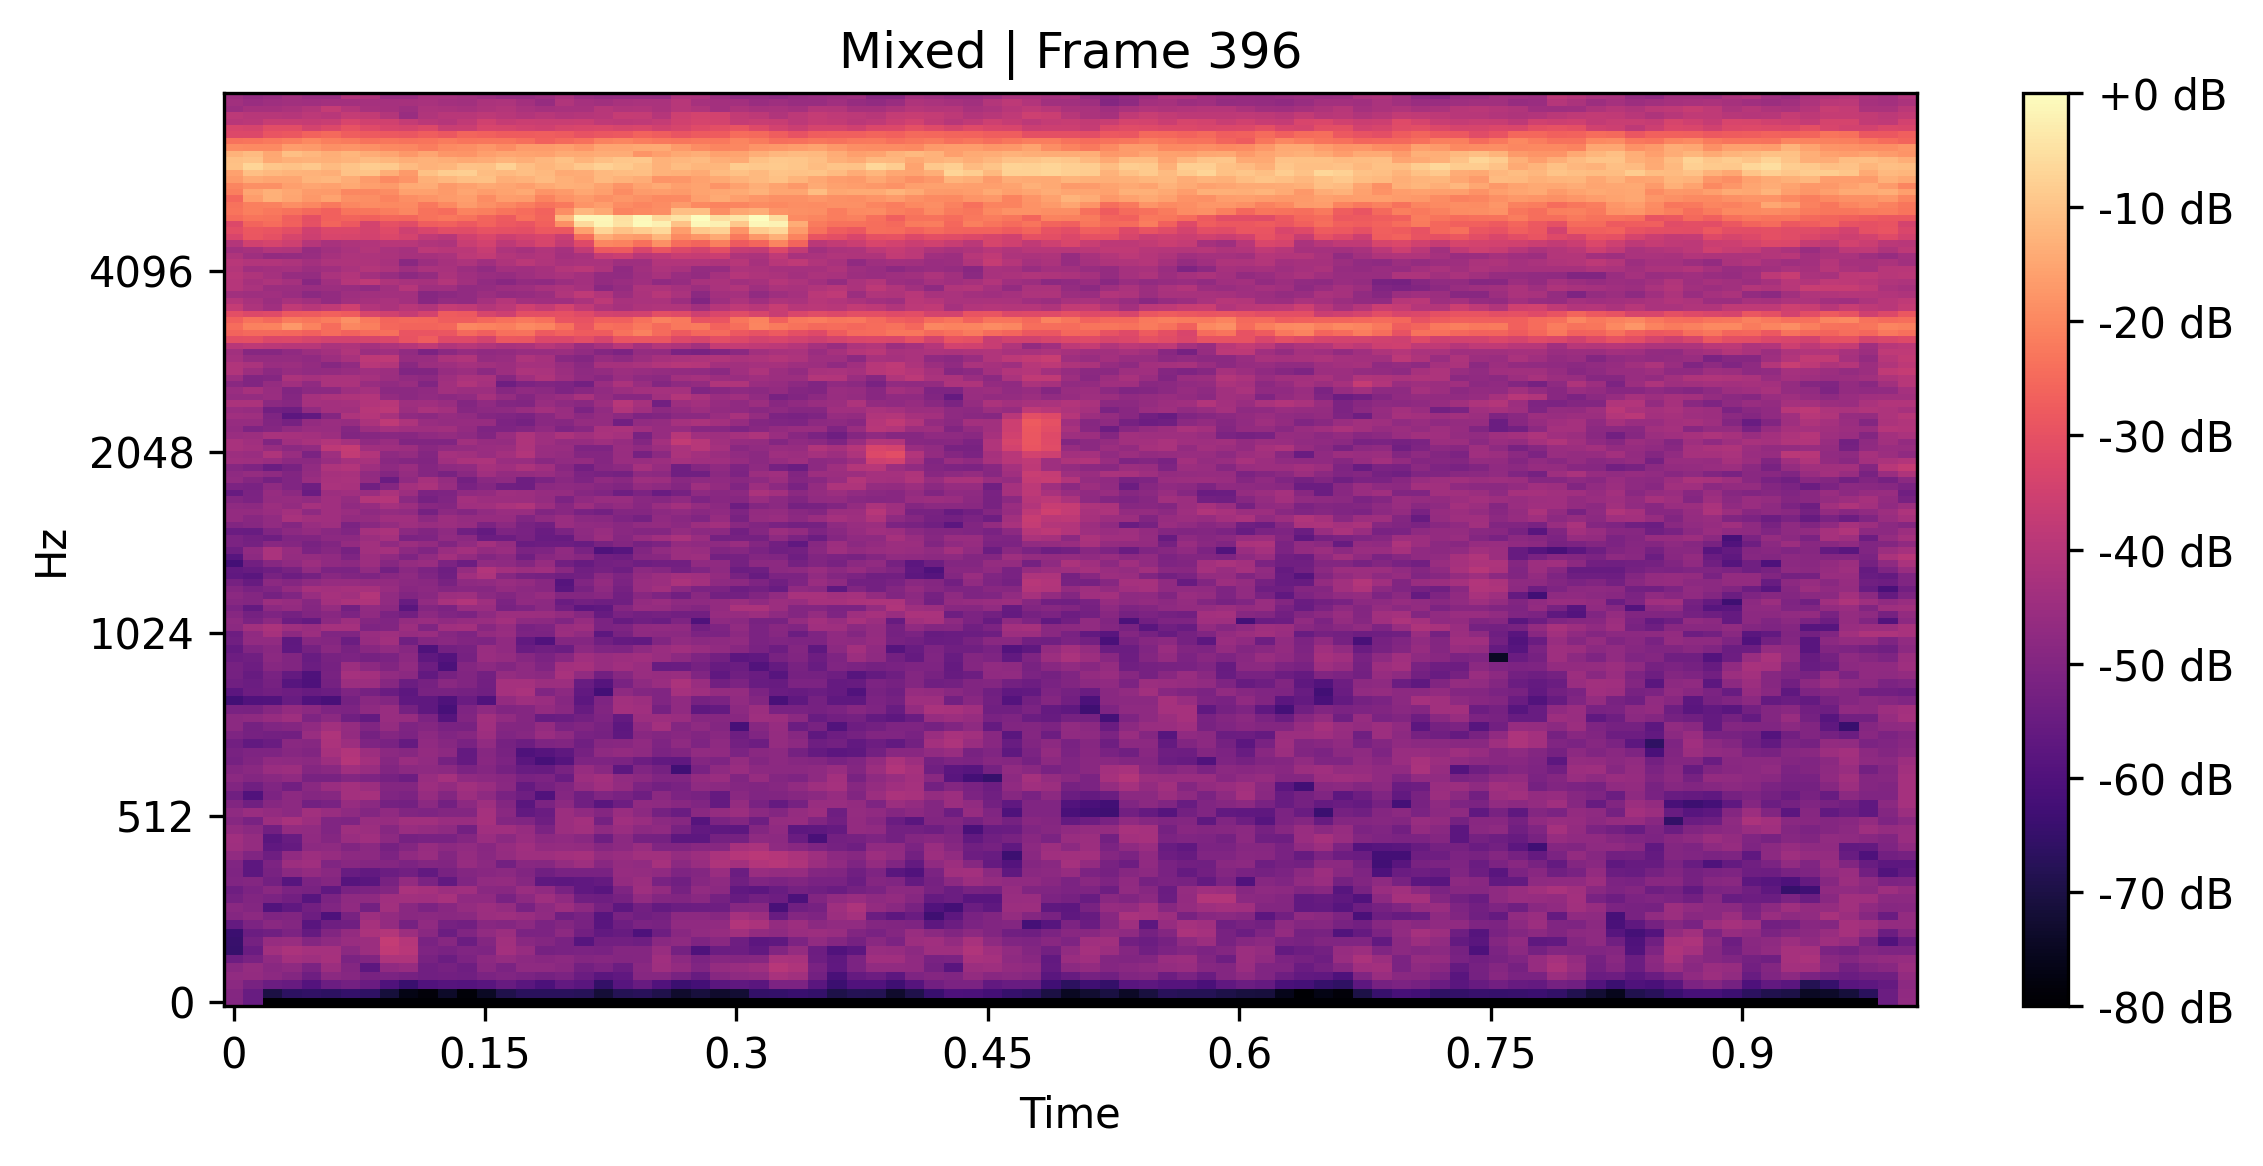 Mixed | Frame 396
Hz
4096
2048
1024
512
0
0 0.15 0.3 0.45 0.6 0.75 0.9
Time
+0 dB
-10 dB
-20 dB
-30 dB
-40 dB
-50 dB
-60 dB
-70 dB
-80 dB